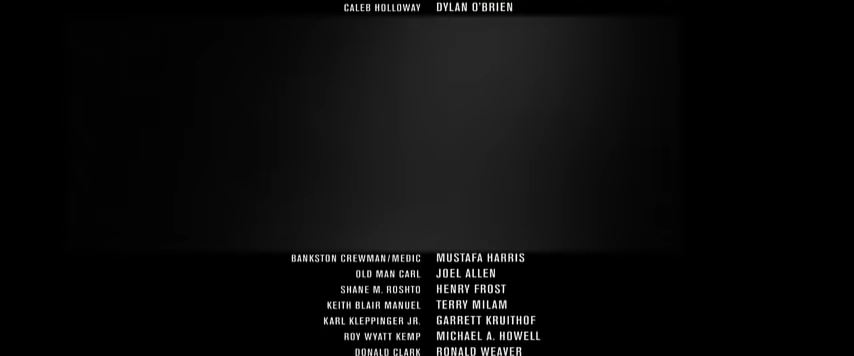 CALEB HOLLOWAY DYLAN O'BRIEN
BANKSTON CREWMAN/MEDIC MUSTAFA HARRIS
OLD MAN CARL JOEL ALLEN
SHANE M. ROSHTO HENRY FROST
KEITH BLAIR MANUEL TERRY MILAM
KARL KLEPPINGER JR. GARRETT KRUITHOF
ROY WYATT KEMP MICHAEL A. HOWELL
DONALD CLARK RONALD WEAVER